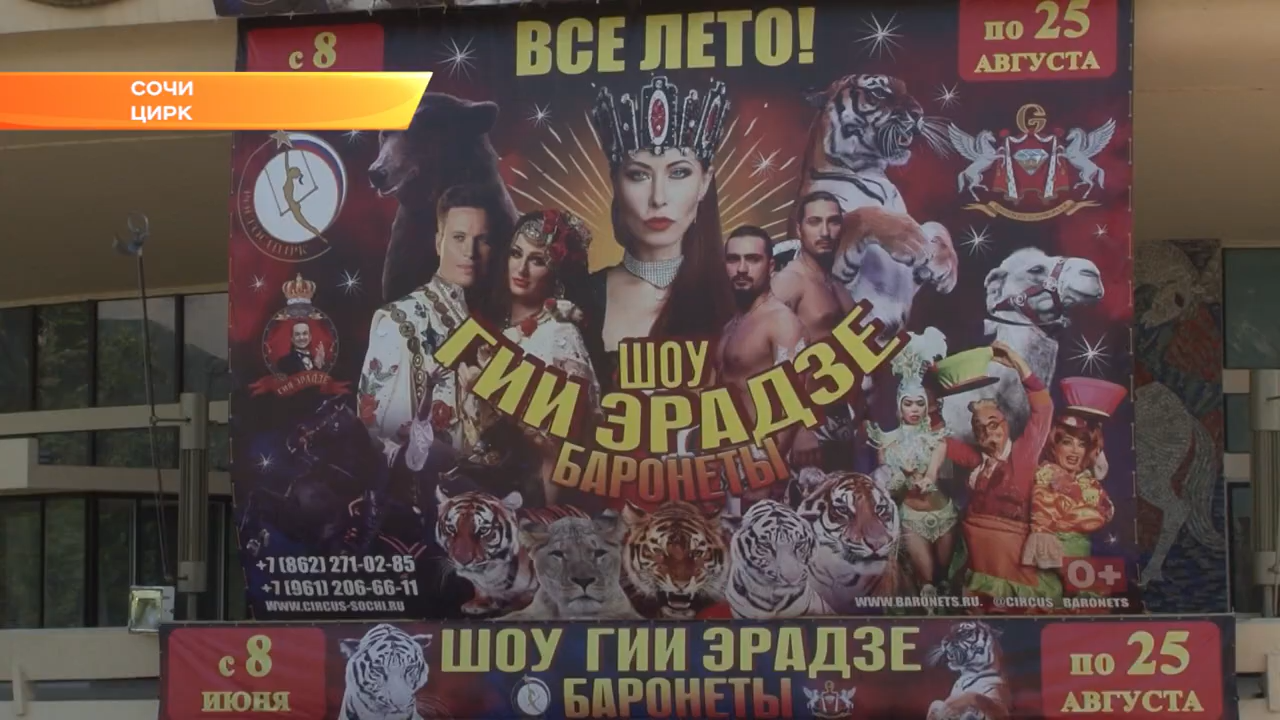 ВСЕ ЛЕТО!
с 8
по 25
АВГУСТА
СОЧИ
ЦИРК
РОСГОСЦИРК
G
ГИЯ ЭРАДЗЕ
ШОУ
ГИИ ЭРАДЗЕ
БАРОНЕТЫ
+7 (862) 271-02-85
+7 (961) 206-66-11
WWW.CIRCUS-SOCHI.RU
0+
WWW.BARONETS.RU. @CIRCUS_BARONETS
с 8
ИЮНЯ
ШОУ ГИИ ЭРАДЗЕ
БАРОНЕТЫ
по 25
АВГУСТА